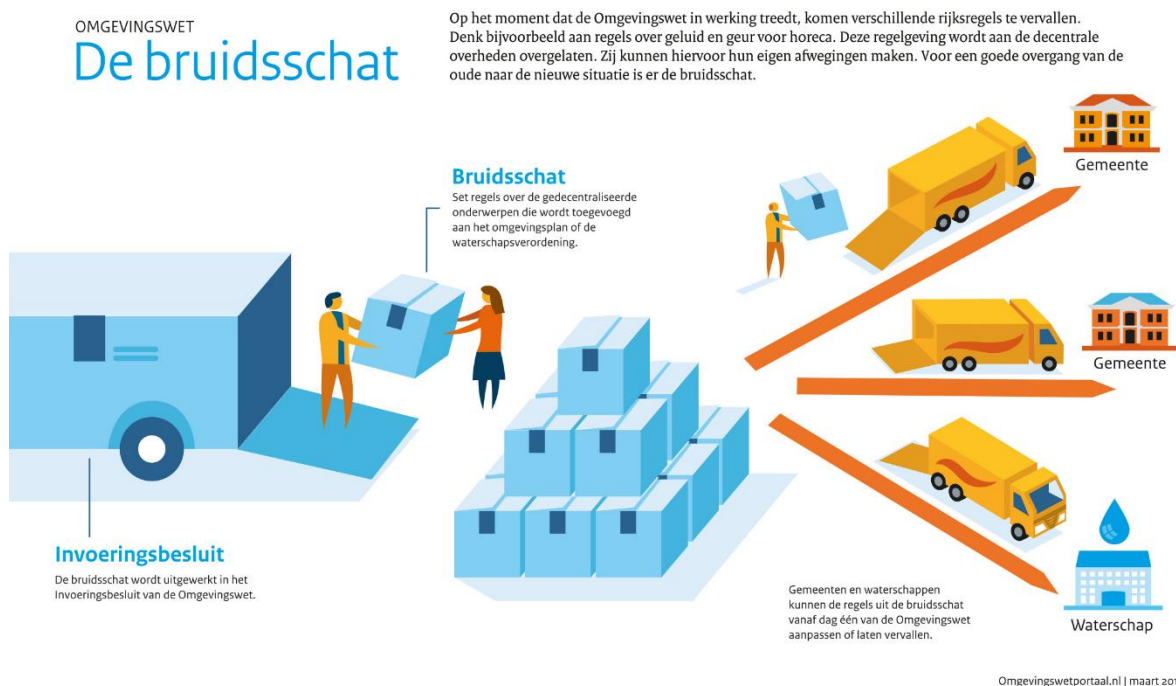 OMGEVINGSWET
De bruidsschat
Op het moment dat de Omgevingswet in werking treedt, komen verschillende rijksregels te vervallen.
Denk bijvoorbeeld aan regels over geluid en geur voor horeca. Deze regelgeving wordt aan de decentrale
overheden overgelaten. Zij kunnen hiervoor hun eigen afwegingen maken. Voor een goede overgang van de
oude naar de nieuwe situatie is er de bruidsschat.
Bruidsschat
Set regels over de gedecentraliseerde
onderwerpen die wordt toegevoegd
aan het omgevingsplan of de
waterschapsverordening.
Gemeente
Gemeente
Invoeringsbesluit
De bruidsschat wordt uitgewerkt in het
Invoeringsbesluit van de Omgevingswet.
Gemeenten en waterschappen
kunnen de regels uit de bruidsschat
vanaf dag één van de Omgevingswet
aanpassen of laten vervallen.
Waterschap
Omgevingswetportaal.nl | maart